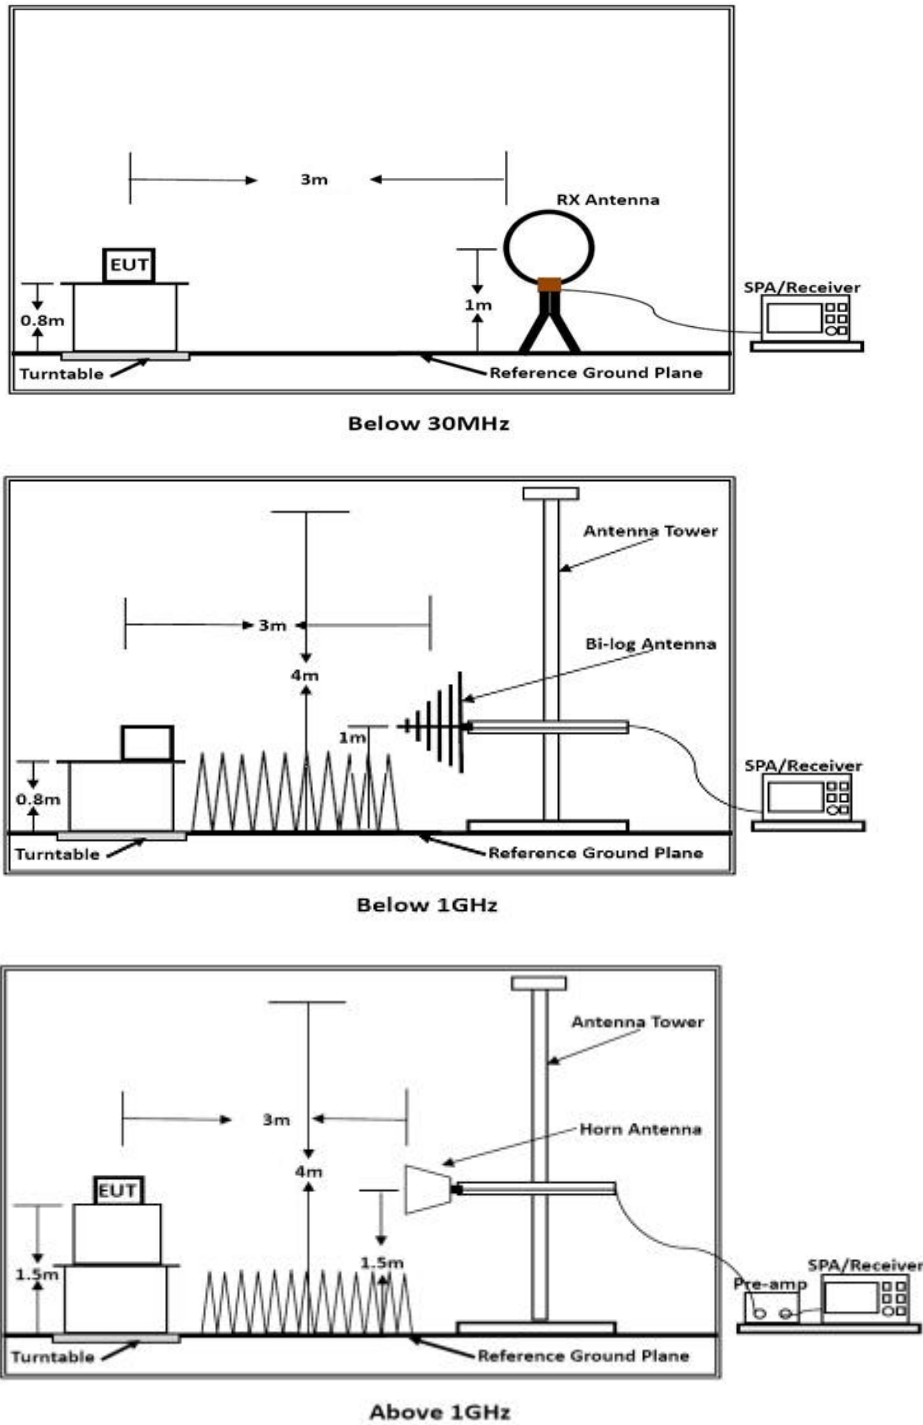 3m
RX Antenna
EUT
1m
SPA/Receiver
0.8m
Turntable
Reference Ground Plane
Below 30MHz
Antenna Tower
3m
Bi-log Antenna
4m
1m
SPA/Receiver
0.8m
Turntable
Reference Ground Plane
Below 1GHz
Antenna Tower
3m
Horn Antenna
4m
EUT
1.5m
SPA/Receiver
1.5m
Pre-amp
Turntable
Reference Ground Plane
Above 1GHz